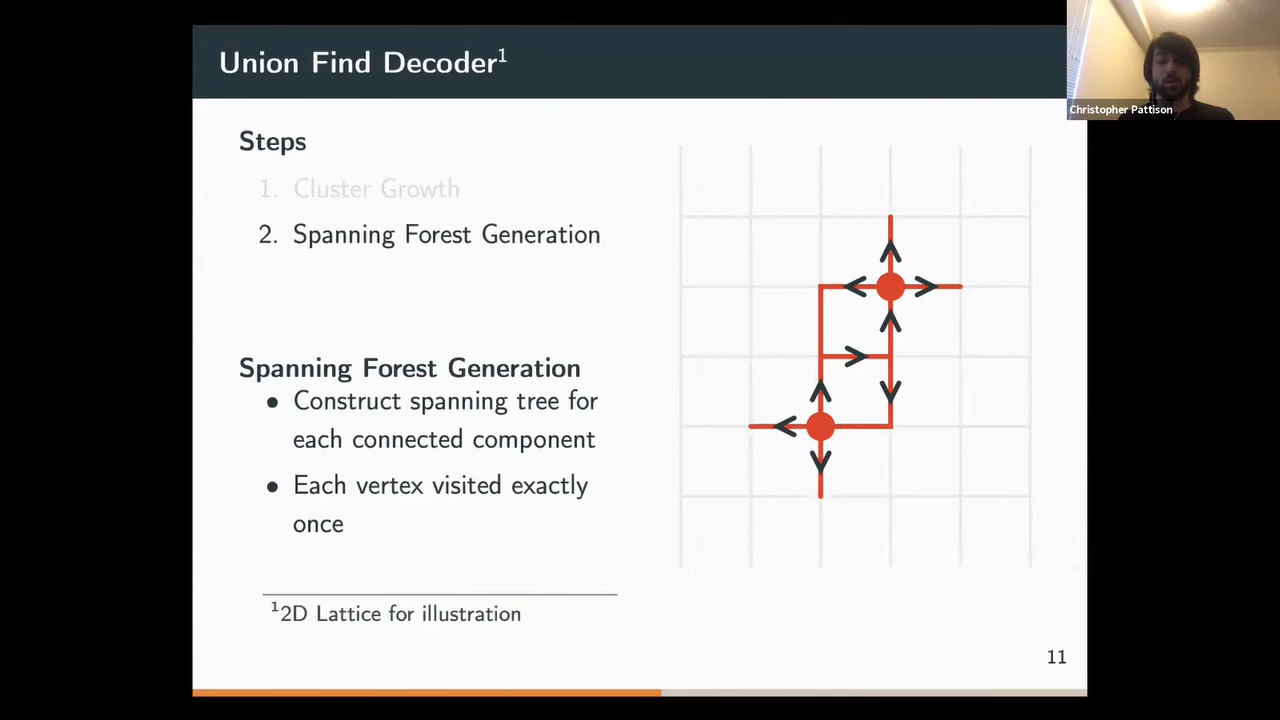 Union Find Decoder1
Christopher Pattison
Steps
1. Cluster Growth
2. Spanning Forest Generation
Spanning Forest Generation
• Construct spanning tree for
each connected component
• Each vertex visited exactly
once
12D Lattice for illustration
11